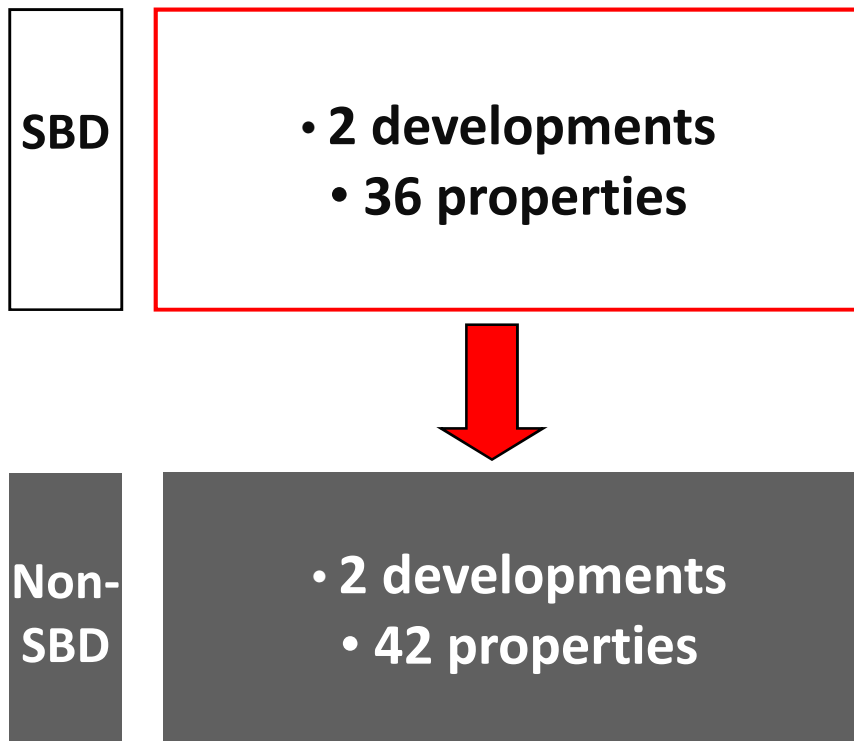 SBD
• 2 developments
• 36 properties
Non-
SBD
• 2 developments
• 42 properties